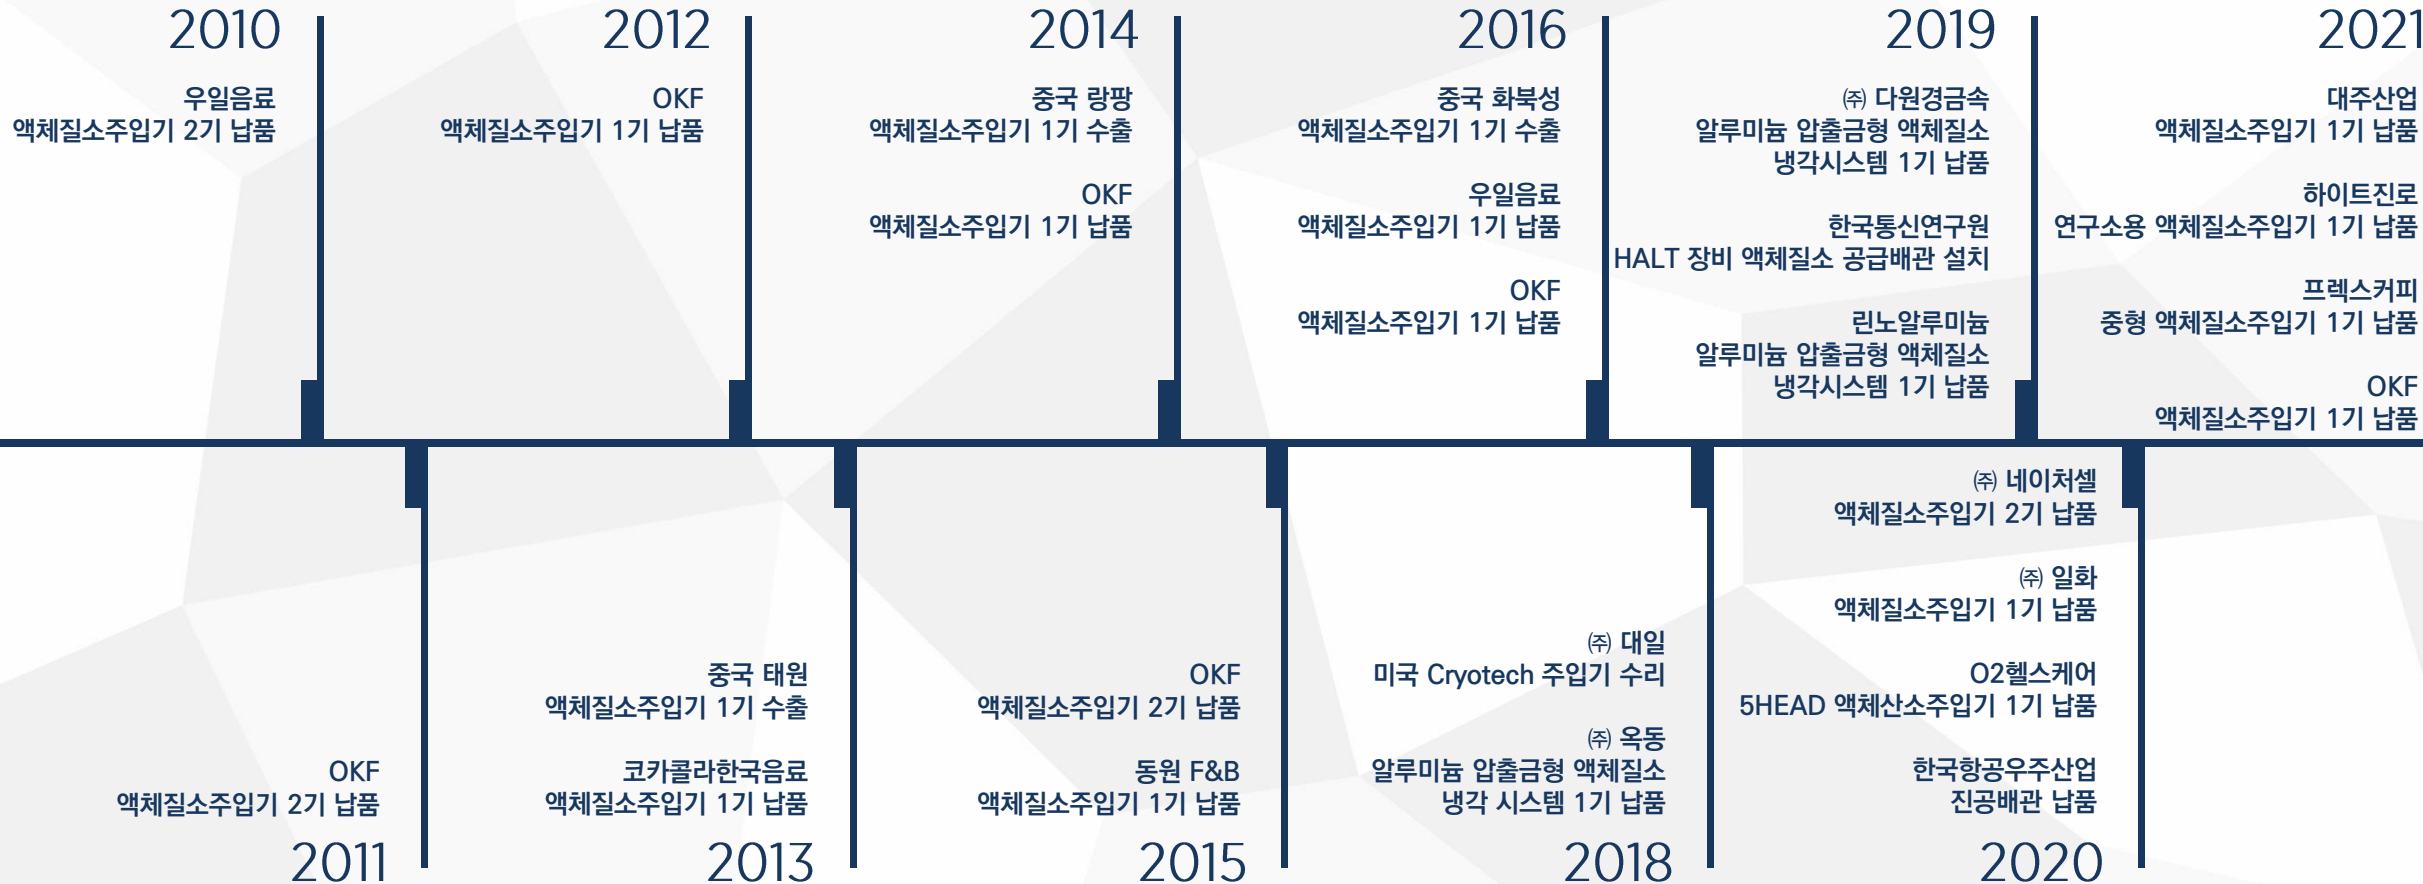 2010
우일음료
액체질소주입기 2기 납품
2012
OKF
액체질소주입기 1기 납품
2014
중국 랑팡
액체질소주입기 1기 수출
OKF
액체질소주입기 1기 납품
2016
중국 화북성
액체질소주입기 1기 수출
우일음료
액체질소주입기 1기 납품
OKF
액체질소주입기 1기 납품
2019
㈜ 다원경금속
알루미늄 압출금형 액체질소
냉각시스템 1기 납품
한국통신연구원
HALT 장비 액체질소 공급배관 설치
린노알루미늄
알루미늄 압출금형 액체질소
냉각시스템 1기 납품
2021
대주산업
액체질소주입기 1기 납품
하이트진로
연구소용 액체질소주입기 1기 납품
프렉스커피
중형 액체질소주입기 1기 납품
OKF
액체질소주입기 1기 납품
OKF
액체질소주입기 2기 납품
2011
중국 태원
액체질소주입기 1기 수출
코카콜라한국음료
액체질소주입기 1기 납품
2013
OKF
액체질소주입기 2기 납품
동원 F&B
액체질소주입기 1기 납품
2015
㈜ 대일
미국 Cryotech 주입기 수리
㈜ 옥동
알루미늄 압출금형 액체질소
냉각 시스템 1기 납품
2018
㈜ 네이처셀
액체질소주입기 2기 납품
㈜ 일화
액체질소주입기 1기 납품
O2헬스케어
5HEAD 액체산소주입기 1기 납품
한국항공우주산업
진공배관 납품
2020